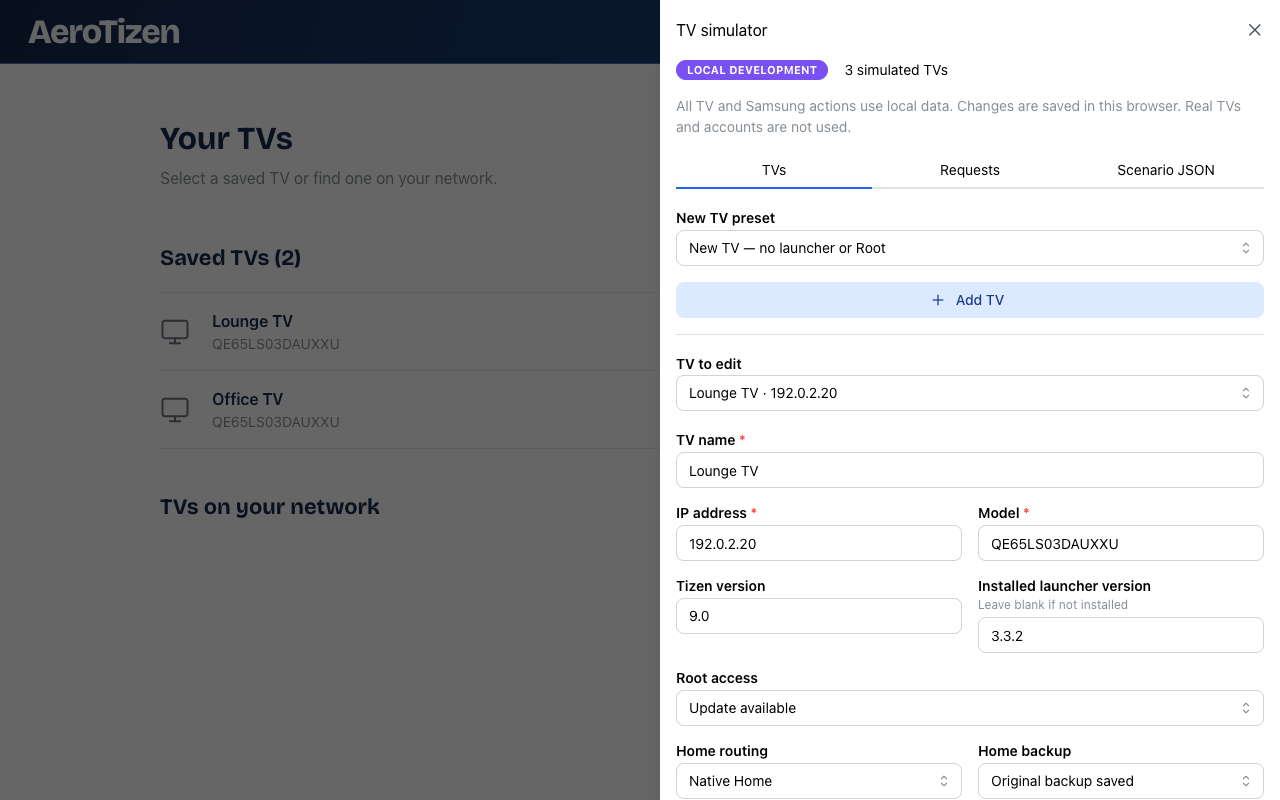 AeroTizen
Your TVs
Select a saved TV or find one on your network.
Saved TVs (2)
Lounge TV
QE65LS03DAUXXU
Office TV
QE65LS03DAUXXU
TVs on your network
TV simulator
LOCAL DEVELOPMENT
3 simulated TVs
All TV and Samsung actions use local data. Changes are saved in this browser. Real TVs
and accounts are not used.
TVs
Requests
Scenario JSON
New TV preset
New TV — no launcher or Root
Add TV
TV to edit
Lounge TV · 192.0.2.20
TV name *
Lounge TV
IP address *
192.0.2.20
Model *
QE65LS03DAUXXU
Tizen version
9.0
Installed launcher version
Leave blank if not installed
3.3.2
Root access
Update available
Home routing
Native Home
Home backup
Original backup saved